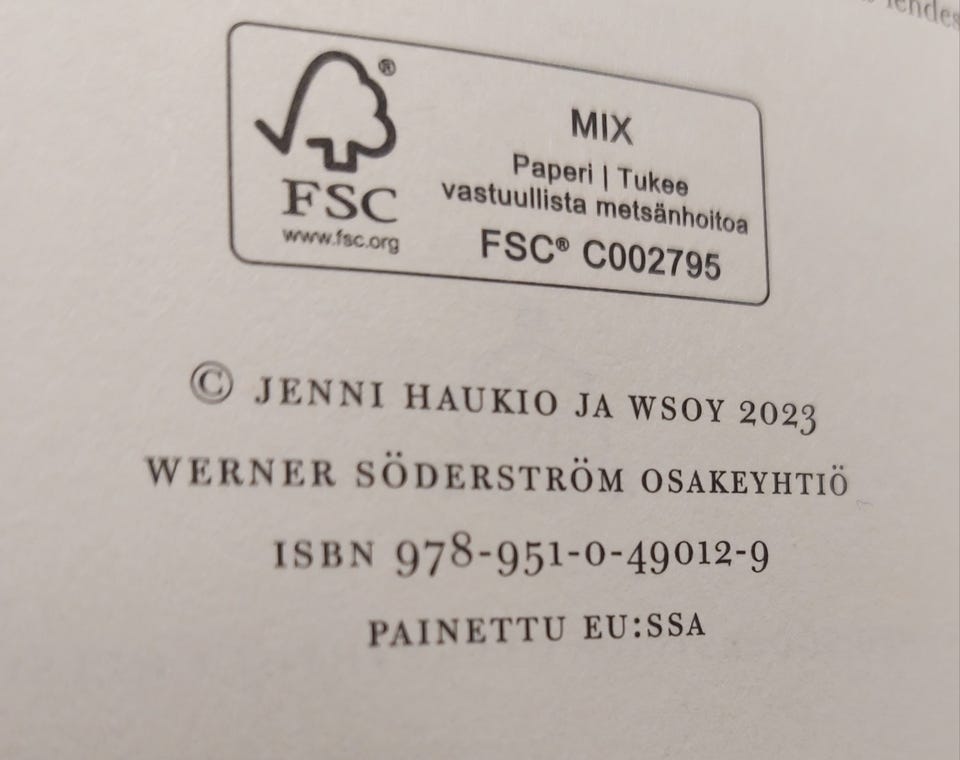 MIX
Paperi | Tukee
vastuullista metsänhoitoa
FSC® C002795
®
FSC
www.fsc.org
© JENNI HAUKIO JA WSOY 2023
WERNER SÖDERSTRÖM OSAKEYHTIÖ
ISBN 978-951-0-49012-9
PAINETTU EU:SSA